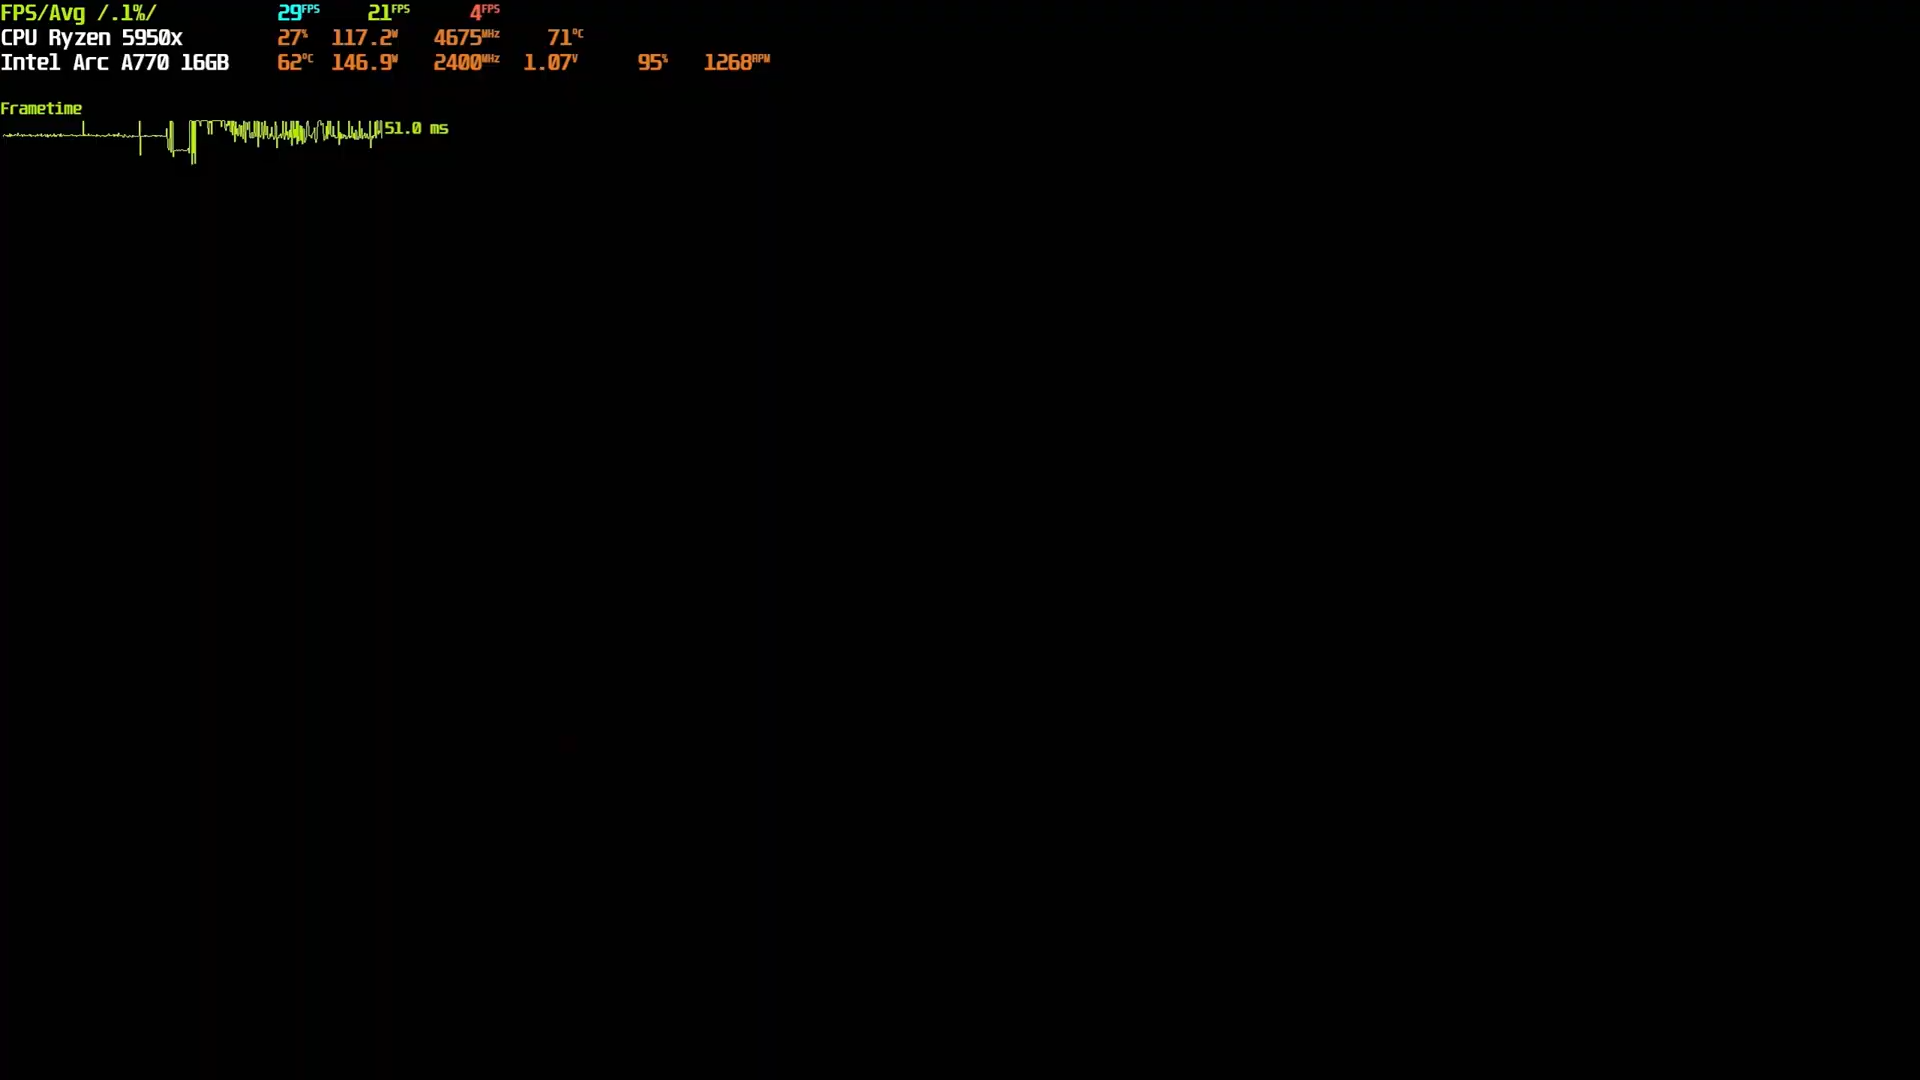 FPS/Avg /.1%/ 29FPS 21FPS 4FPS
CPU Ryzen 5950x 27% 117.2W 4675MHz 71°C
Intel Arc A770 16GB 62°C 146.9W 2400MHz 1.07V 95% 1268RPM
Frametime
51.0 ms